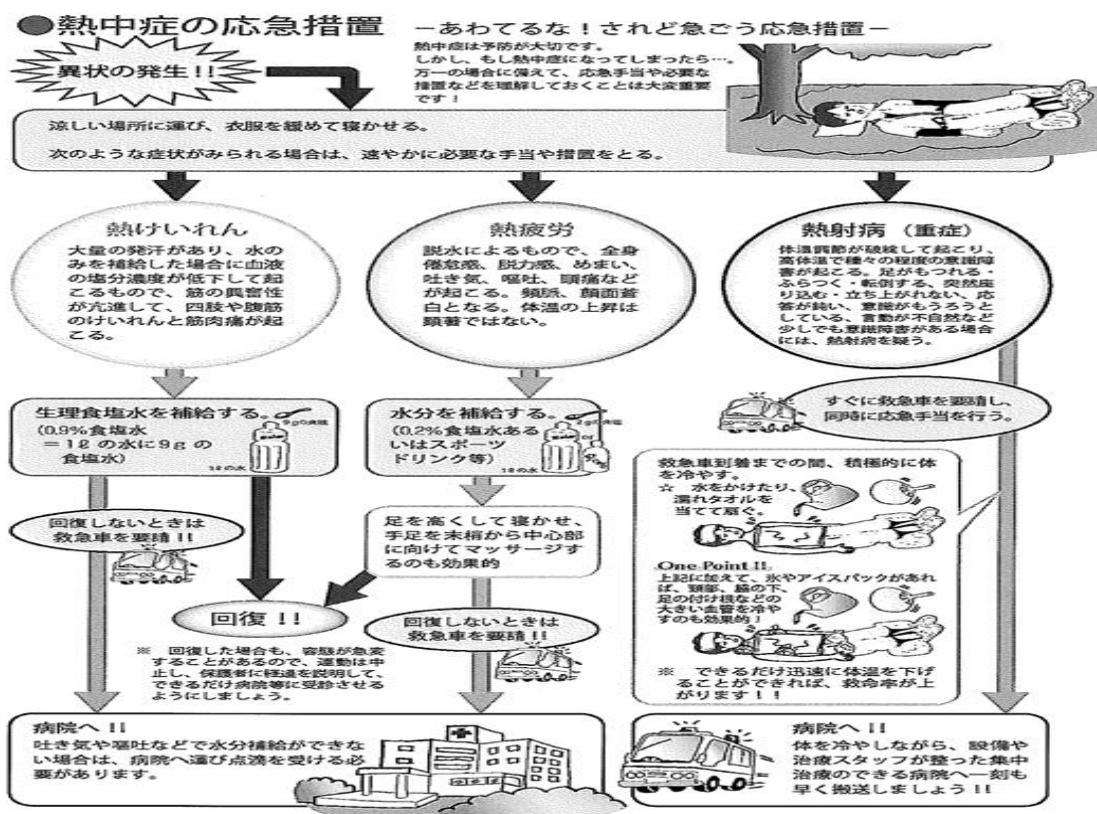 ●熱中症の応急措置
－あわてるな！されど急ごう応急措置－
熱中症は予防が大切です。
しかし、もし熱中症になってしまったら…。
万一の場合に備えて、応急手当や必要な
措置などを理解しておくことは大変重要
です！
異状の発生!!
涼しい場所に運び、衣服を緩めて寝かせる。
次のような症状がみられる場合は、速やかに必要な手当や措置をとる。
熱けいれん
大量の発汗があり、水の
みを補給した場合に血液
の塩分濃度が低下して起
こるもので、筋の興奮性
が亢進して、四肢や腹筋
のけいれんと筋肉痛が起
こる。
熱疲労
脱水によるもので、全身
倦怠感、脱力感、めまい、
吐き気、嘔吐、頭痛など
が起こる。頻脈、顔面蒼
白となる。体温の上昇は
顕著ではない。
熱射病（重症）
体温調節が破綻して起こり、
高体温で種々の程度の意識障
害が起こる。足がもつれる・
ふらつく・転倒する、突然座
り込む・立ち上がれない、応
答が鈍い、意識がもうろうと
している、言動が不自然など
少しでも意識障害がある場合
には、熱射病を疑う。
生理食塩水を補給する。
(0.9%食塩水
＝1ℓの水に9gの
食塩水)
9gの食塩
1ℓの水
水分を補給する。
(0.2%食塩水ある
いはスポーツ
ドリンク等)
2gの食塩
or
1ℓの水
すぐに救急車を要請し、
同時に応急手当を行う。
回復しないときは
救急車を要請!!
足を高くして寝かせ、
手足を末梢から中心部
に向けてマッサージす
るのも効果的
回復!!
回復しないときは
救急車を要請!!
※　回復した場合も、容態が急変
することがあるので、運動は中
止し、保護者に経過を説明して、
できるだけ病院等に受診させる
ようにしましょう。
救急車到着までの間、積極的に体
を冷やす。
☆　水をかけたり、
濡れタオルを
当てて扇ぐ。
One Point!!
上記に加えて、氷やアイスパックがあれ
ば、頸部、脇の下、
足の付け根などの
大きい血管を冷や
すのも効果的！
※　できるだけ迅速に体温を下げ
ることができれば、救命率が上
がります！！
病院へ!!
吐き気や嘔吐などで水分補給ができな
い場合は、病院へ運び点滴を受ける必
要があります。
病院へ!!
体を冷やしながら、設備や
治療スタッフが整った集中
治療のできる病院へ一刻も
早く搬送しましょう!!